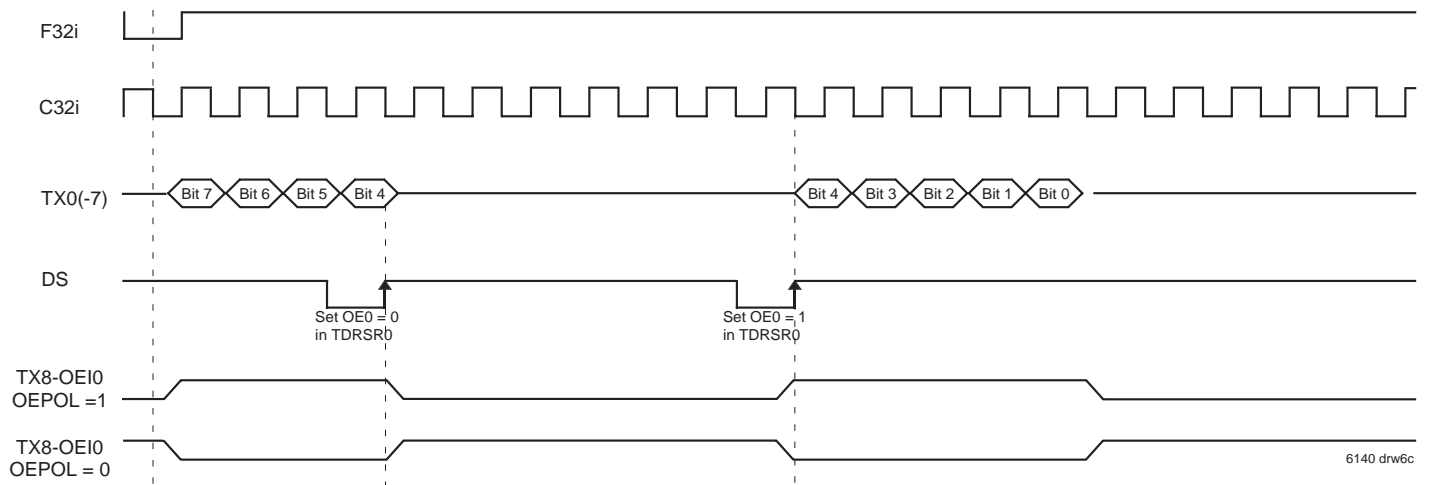 F32i
C32i
TX0(-7)
Bit 7
Bit 6
Bit 5
Bit 4
Bit 4
Bit 3
Bit 2
Bit 1
Bit 0
DS
Set OE0 = 0
in TDRSR0
Set OE0 = 1
in TDRSR0
TX8-OEI0
OEPOL =1
TX8-OEI0
OEPOL = 0
6140 drw6c